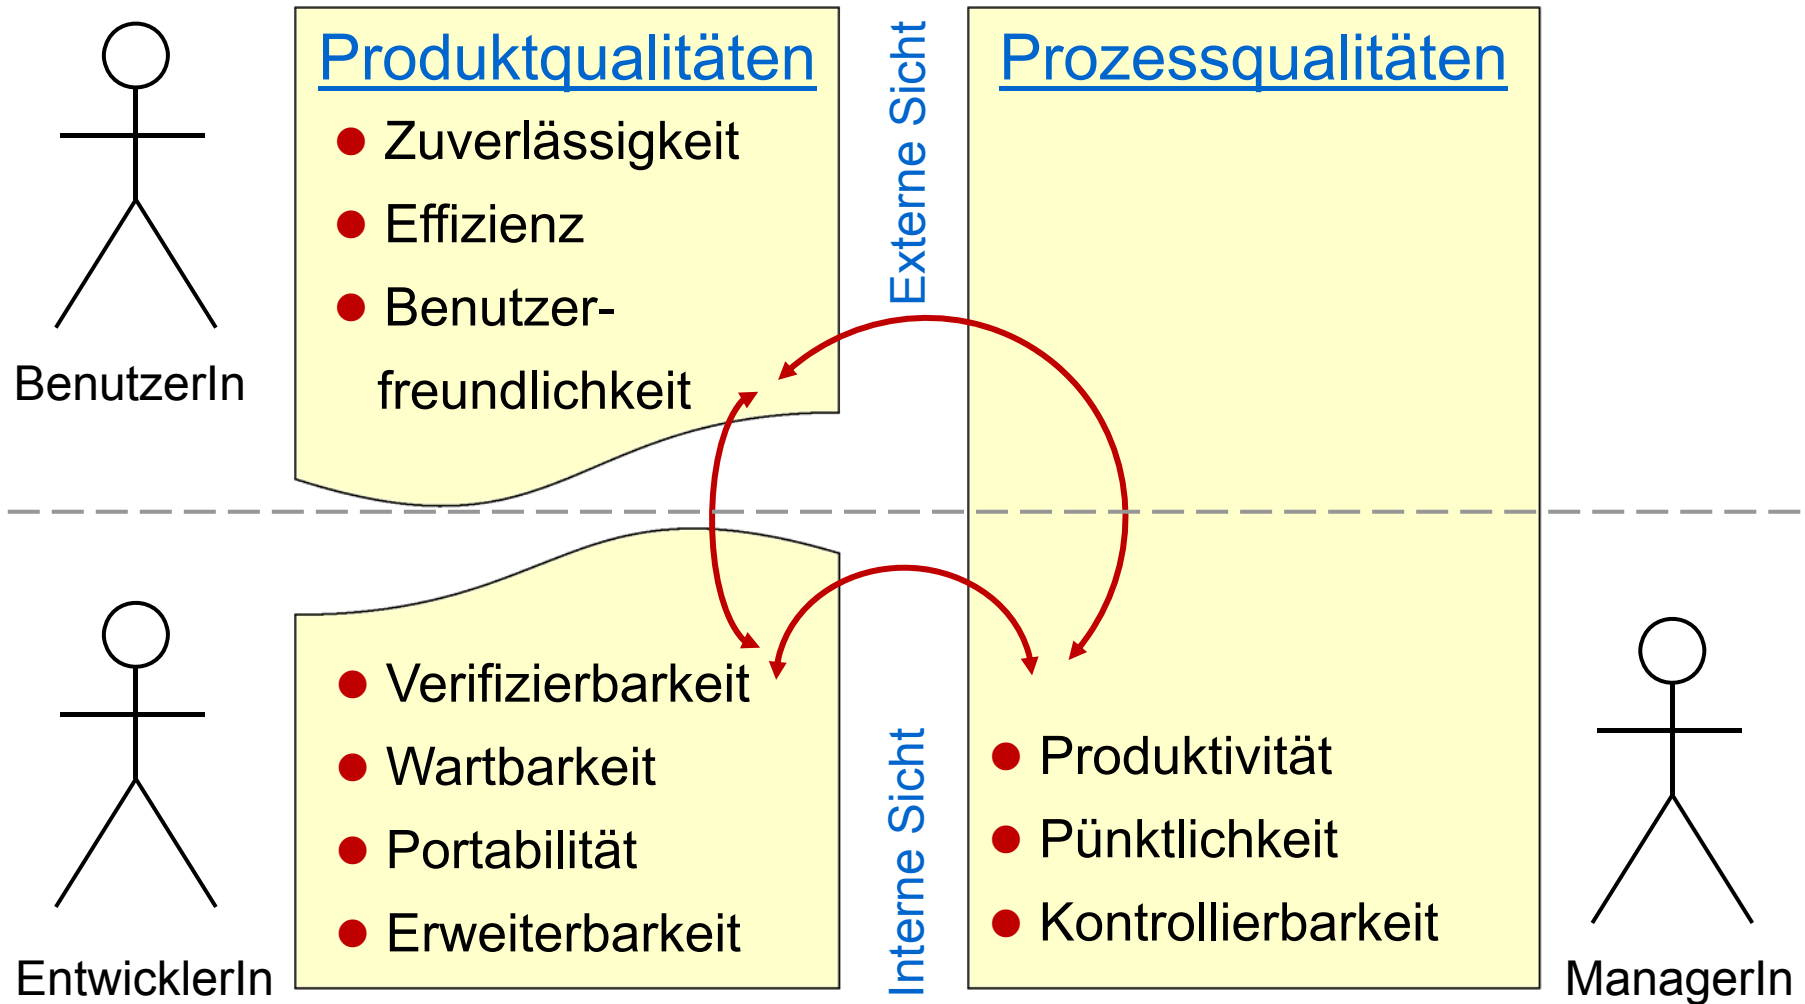 Produktqualitäten
Zuverlässigkeit
Effizienz
Benutzer-
freundlichkeit
BenutzerIn
Externe Sicht
Prozessqualitäten
Verifizierbarkeit
Wartbarkeit
Portabilität
Erweiterbarkeit
EntwicklerIn
Interne Sicht
Produktivität
Pünktlichkeit
Kontrollierbarkeit
ManagerIn